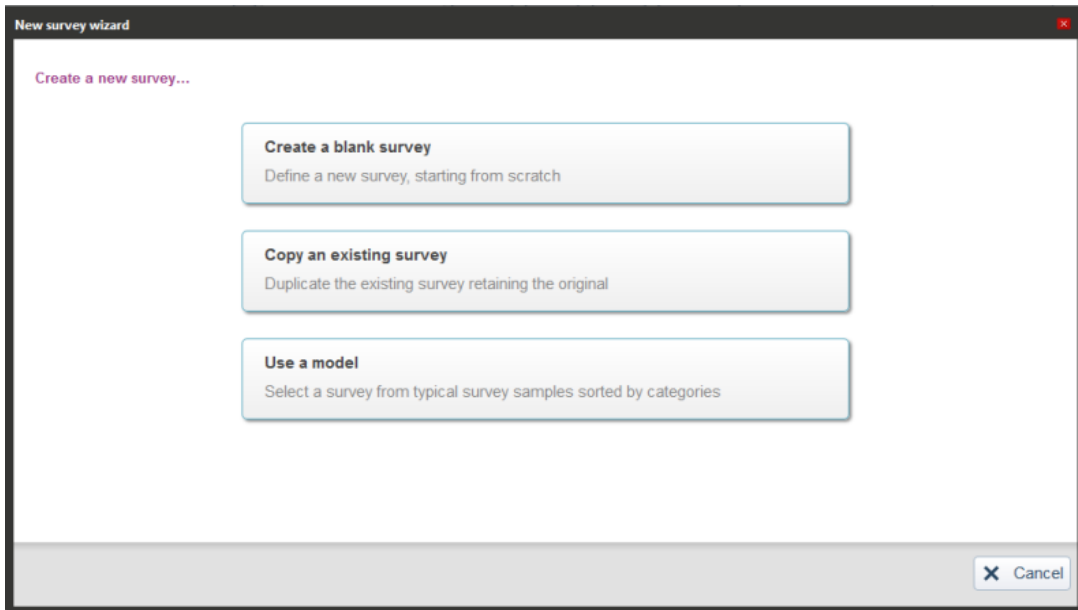 New survey wizard
Create a new survey...
Create a blank survey
Define a new survey, starting from scratch
Copy an existing survey
Duplicate the existing survey retaining the original
Use a model
Select a survey from typical survey samples sorted by categories
Cancel